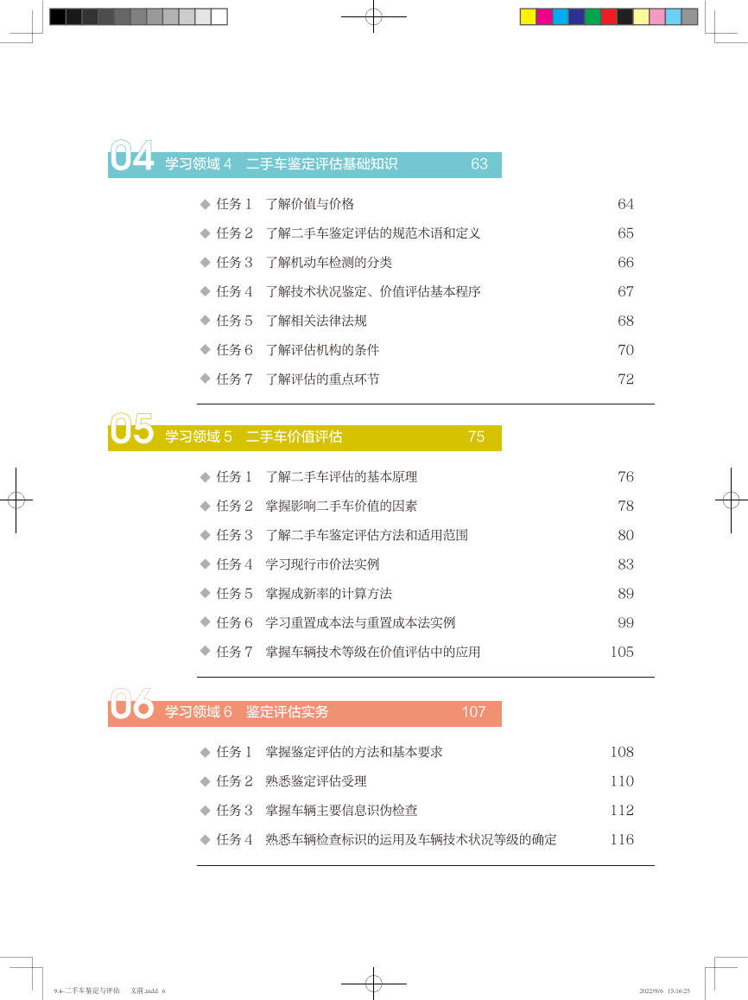 04 学习领域 4 二手车鉴定评估基础知识 63
任务 1 了解价值与价格 64
任务 2 了解二手车鉴定评估的规范术语和定义 65
任务 3 了解机动车检测的分类 66
任务 4 了解技术状况鉴定、价值评估基本程序 67
任务 5 了解相关法律法规 68
任务 6 了解评估机构的条件 70
任务 7 了解评估的重点环节 72
05 学习领域 5 二手车价值评估 75
任务 1 了解二手车评估的基本原理 76
任务 2 掌握影响二手车价值的因素 78
任务 3 了解二手车鉴定评估方法和适用范围 80
任务 4 学习现行市价法实例 83
任务 5 掌握成新率的计算方法 89
任务 6 学习重置成本法与重置成本法实例 99
任务 7 掌握车辆技术等级在价值评估中的应用 105
06 学习领域 6 鉴定评估实务 107
任务 1 掌握鉴定评估的方法和基本要求 108
任务 2 熟悉鉴定评估受理 110
任务 3 掌握车辆主要信息识伪检查 112
任务 4 熟悉车辆检查标识的运用及车辆技术状况等级的确定 116
9.4-二手车鉴定与评估 文前.indd 6 2022/9/6 15:16:25